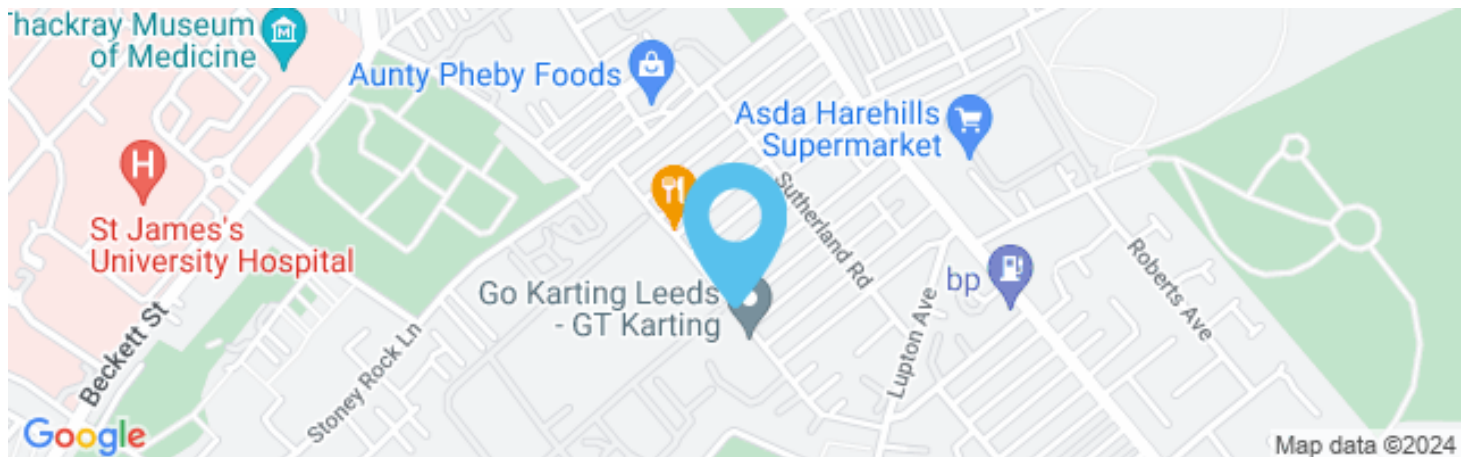 hackray Museum
of Medicine
Aunty Pheby Foods
Asda Harehills
Supermarket
H
St James's
University Hospital
Sutherland Rd
Go Karting Leeds
- GT Karting
bp
Roberts Ave
Lupton Ave
Beckett St
Stoney Rock Ln
Google
Map data ©2024